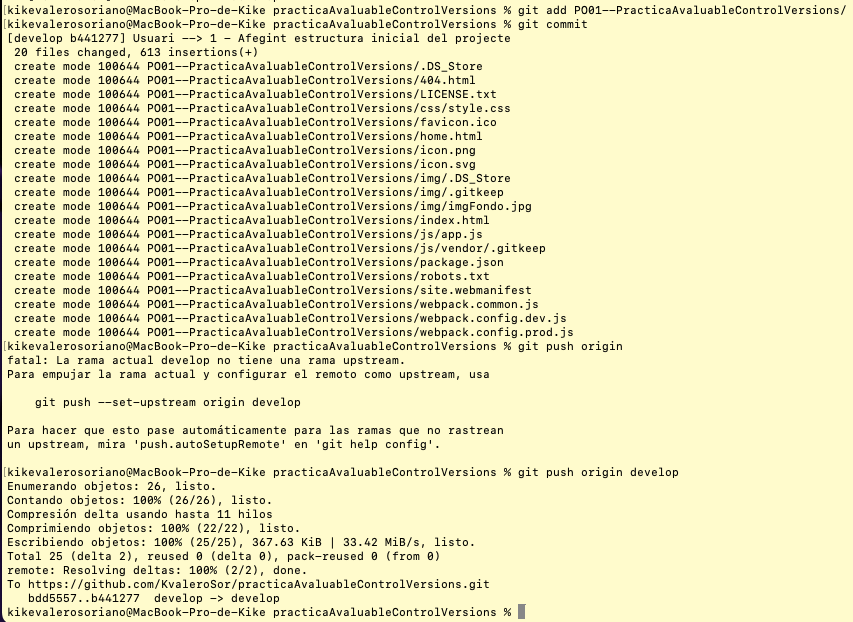 kikevalerosoriano@MacBook-Pro-de-Kike practicaAvaluableControlVersions % git add PO01--PracticaAvaluableControlVersions/
kikevalerosoriano@MacBook-Pro-de-Kike practicaAvaluableControlVersions % git commit
[develop b441277] Usuari --> 1 - Afegint estructura inicial del projecte
 20 files changed, 613 insertions(+)
 create mode 100644 PO01--PracticaAvaluableControlVersions/.DS_Store
 create mode 100644 PO01--PracticaAvaluableControlVersions/404.html
 create mode 100644 PO01--PracticaAvaluableControlVersions/LICENSE.txt
 create mode 100644 PO01--PracticaAvaluableControlVersions/css/style.css
 create mode 100644 PO01--PracticaAvaluableControlVersions/favicon.ico
 create mode 100644 PO01--PracticaAvaluableControlVersions/home.html
 create mode 100644 PO01--PracticaAvaluableControlVersions/icon.png
 create mode 100644 PO01--PracticaAvaluableControlVersions/icon.svg
 create mode 100644 PO01--PracticaAvaluableControlVersions/img/.DS_Store
 create mode 100644 PO01--PracticaAvaluableControlVersions/img/.gitkeep
 create mode 100644 PO01--PracticaAvaluableControlVersions/img/imgFondo.jpg
 create mode 100644 PO01--PracticaAvaluableControlVersions/index.html
 create mode 100644 PO01--PracticaAvaluableControlVersions/js/app.js
 create mode 100644 PO01--PracticaAvaluableControlVersions/js/vendor/.gitkeep
 create mode 100644 PO01--PracticaAvaluableControlVersions/package.json
 create mode 100644 PO01--PracticaAvaluableControlVersions/robots.txt
 create mode 100644 PO01--PracticaAvaluableControlVersions/site.webmanifest
 create mode 100644 PO01--PracticaAvaluableControlVersions/webpack.common.js
 create mode 100644 PO01--PracticaAvaluableControlVersions/webpack.config.dev.js
 create mode 100644 PO01--PracticaAvaluableControlVersions/webpack.config.prod.js
kikevalerosoriano@MacBook-Pro-de-Kike practicaAvaluableControlVersions % git push origin
fatal: La rama actual develop no tiene una rama upstream.
Para empujar la rama actual y configurar el remoto como upstream, usa
    git push --set-upstream origin develop
Para hacer que esto pase automáticamente para las ramas que no rastrean
un upstream, mira 'push.autoSetupRemote' en 'git help config'.
kikevalerosoriano@MacBook-Pro-de-Kike practicaAvaluableControlVersions % git push origin develop
Enumerando objetos: 26, listo.
Contando objetos: 100% (26/26), listo.
Compresión delta usando hasta 11 hilos
Comprimiendo objetos: 100% (22/22), listo.
Escribiendo objetos: 100% (25/25), 367.63 KiB | 33.42 MiB/s, listo.
Total 25 (delta 2), reused 0 (delta 0), pack-reused 0 (from 0)
remote: Resolving deltas: 100% (2/2), done.
To https://github.com/KvaleroSor/practicaAvaluableControlVersions.git
   bdd5557..b441277  develop -> develop
kikevalerosoriano@MacBook-Pro-de-Kike practicaAvaluableControlVersions %